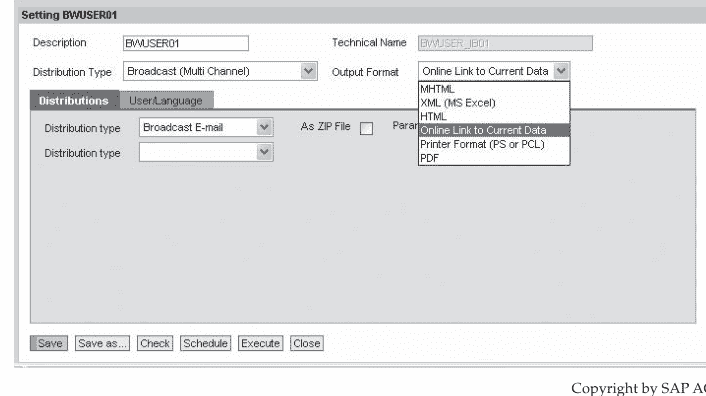 Setting BWUSER01
Description BWUSER01 Technical Name BWUSER_IB01
Distribution Type Broadcast (Multi Channel) Output Format Online Link to Current Data
MHTML
XML (MS Excel)
HTML
Online Link to Current Data
Printer Format (PS or PCL)
PDF
Distributions User/Language
Distribution type Broadcast E-mail As ZIP File Paran
Distribution type
Save Save as... Check Schedule Execute Close
Copyright by SAP AG